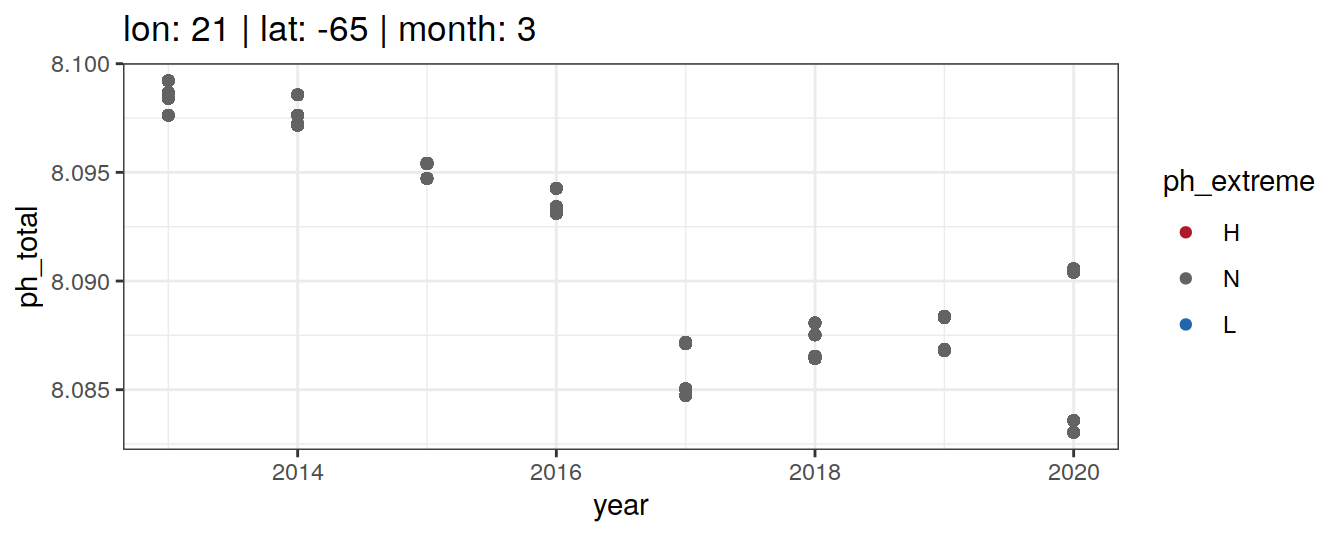 lon: 21 | lat: -65 | month: 3
8.100
8.095
8.090
8.085
ph_total
2014
2016
2018
2020
year
ph_extreme
H
N
L